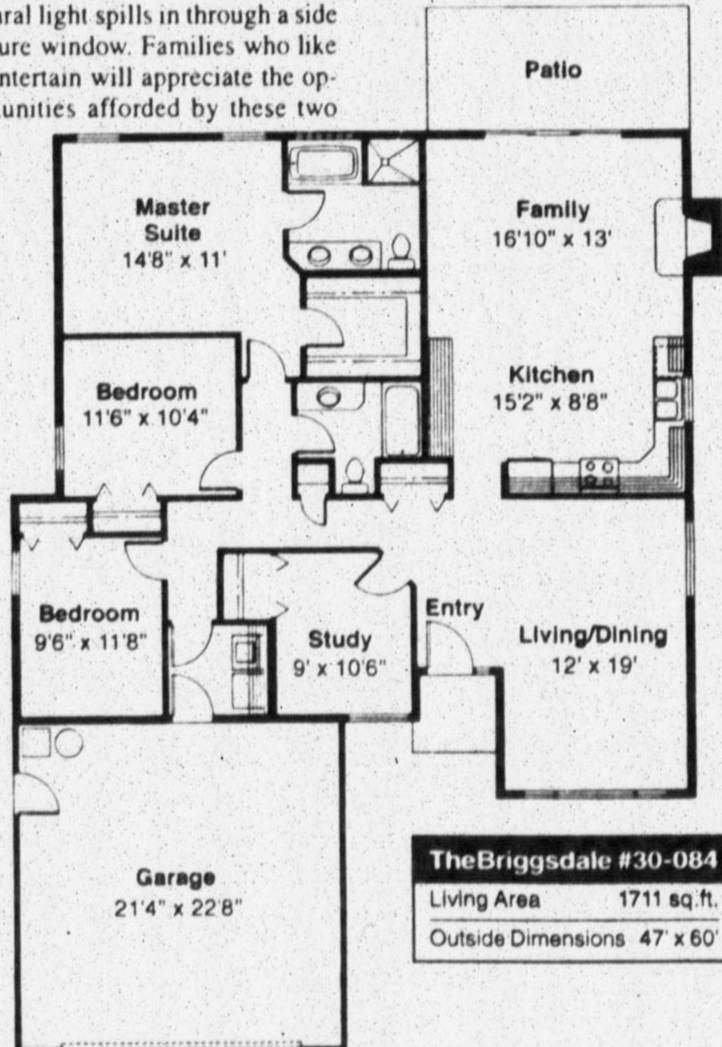 ral light spills in through a side
ure window. Families who like
ntertain will appreciate the op-
unities afforded by these two
Patio
Master
Suite
14'8" x 11'
Family
16'10" x 13'
Bedroom
11'6" x 10'4"
Kitchen
15'2" x 8'8"
Bedroom
9'6" x 11'8"
Study
9' x 10'6"
Entry
Living/Dining
12' x 19'
Garage
21'4" x 22'8"
TheBriggsdale #30-084
Living Area 1711 sq.ft.
Outside Dimensions 47' x 60'